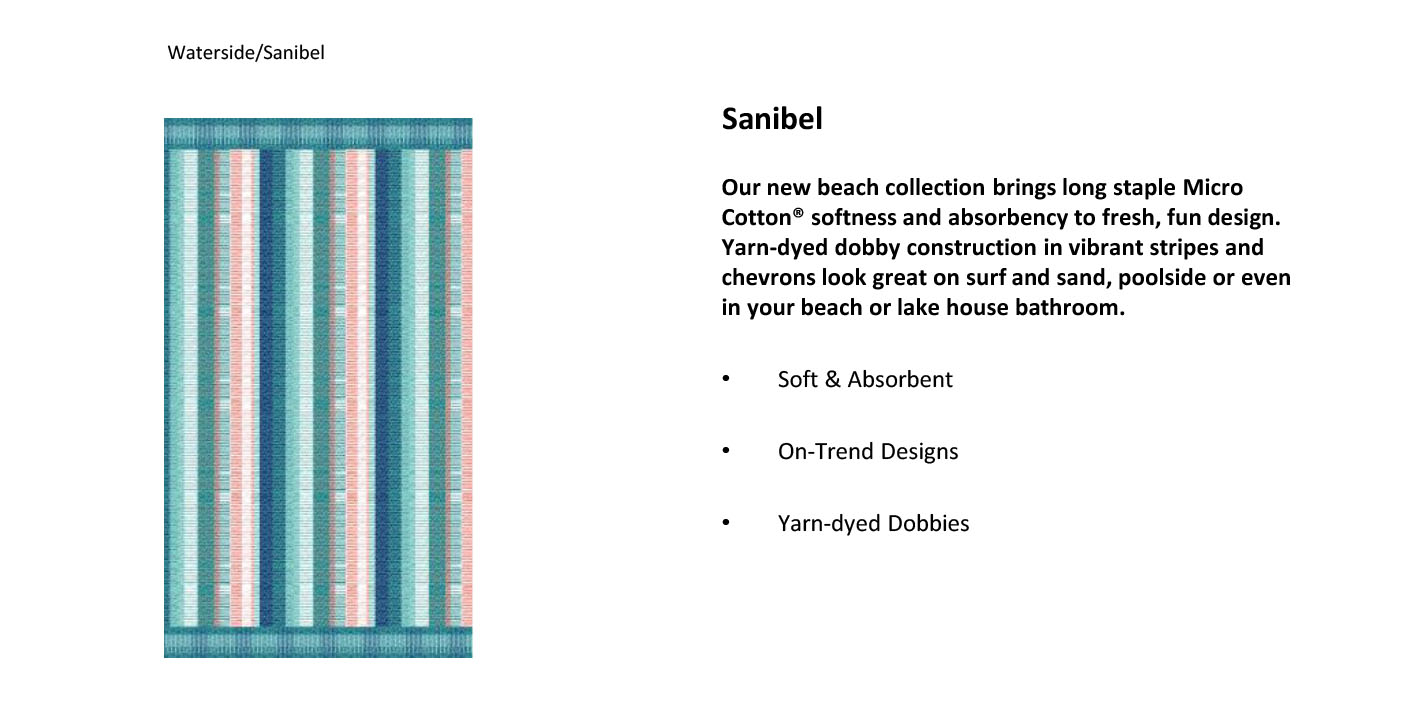 Waterside/Sanibel
Sanibel
Our new beach collection brings long staple Micro
Cotton® softness and absorbency to fresh, fun design.
Yarn-dyed dobby construction in vibrant stripes and
chevrons look great on surf and sand, poolside or even
in your beach or lake house bathroom.
• Soft & Absorbent
• On-Trend Designs
• Yarn-dyed Dobbies